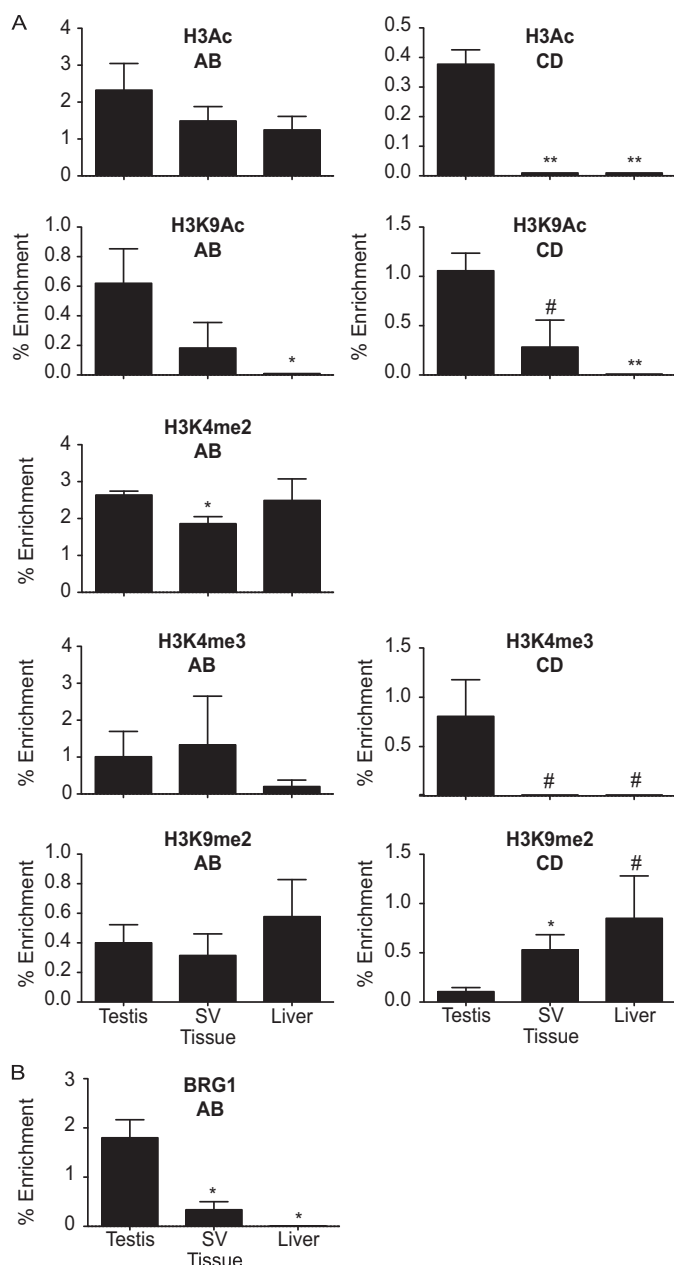 A
H3Ac
AB
4
3
2
1
0
H3Ac
CD
0.5
0.4
0.3
0.2
0.1
0.0
**
**
H3K9Ac
AB
% Enrichment
1.0
0.8
0.6
0.4
0.2
0.0
*
H3K9Ac
CD
% Enrichment
1.5
1.0
0.5
0.0
#
**
H3K4me2
AB
% Enrichment
4
3
2
1
0
*
H3K4me3
AB
% Enrichment
4
3
2
1
0
H3K4me3
CD
% Enrichment
1.5
1.0
0.5
#
#
H3K9me2
AB
% Enrichment
1.0
0.8
0.6
0.4
0.2
0.0
Testis SV Liver
Tissue
H3K9me2
CD
% Enrichment
1.5
1.0
0.5
0.0
*
#
Testis SV Liver
Tissue
B
BRG1
AB
% Enrichment
3
2
1
0
*
*
Testis SV Liver
Tissue